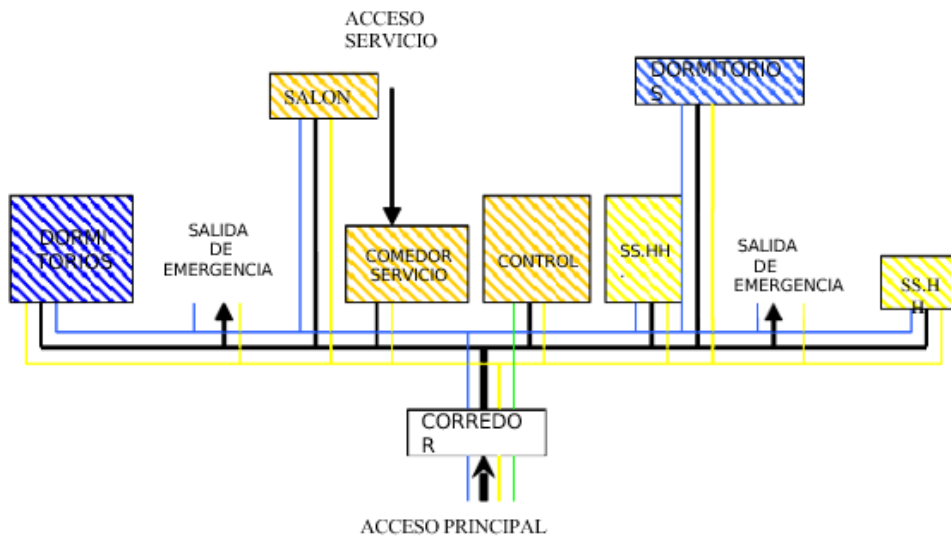 ACCESO
SERVICIO
DORMITORIO
S
SALON
DORMI
TORIOS
SALIDA
DE
EMERGENCIA
COMEDOR
SERVICIO
CONTROL
SS.HH
.
SALIDA
DE
EMERGENCIA
SS.H
H
CORREDO
R
ACCESO PRINCIPAL